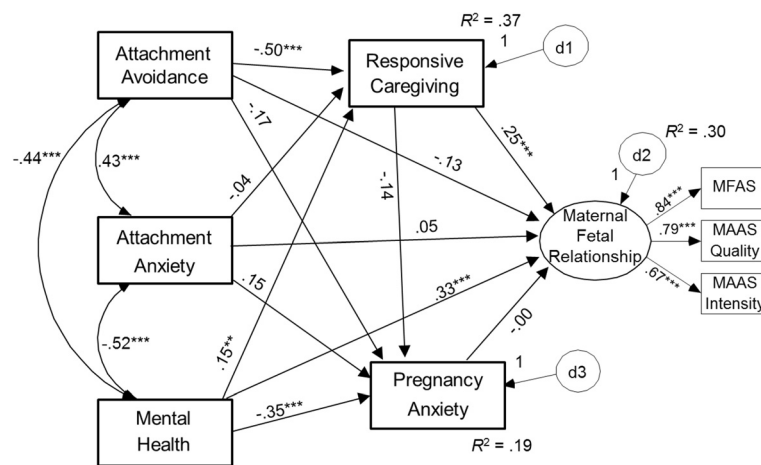 R² = .37
Attachment
Avoidance
-.50***
Responsive
Caregiving
1
d1
-.17
.25***
d2
R² = .30
-.44***
.43***
-.04
-.13
-.14
1
.84***
MFAS
Attachment
Anxiety
.05
Maternal
Fetal
Relationship
.79***
MAAS
Quality
.15
.33***
.67***
MAAS
Intensity
-.52***
.15**
-.00
Mental
Health
-.35***
Pregnancy
Anxiety
1
d3
R² = .19